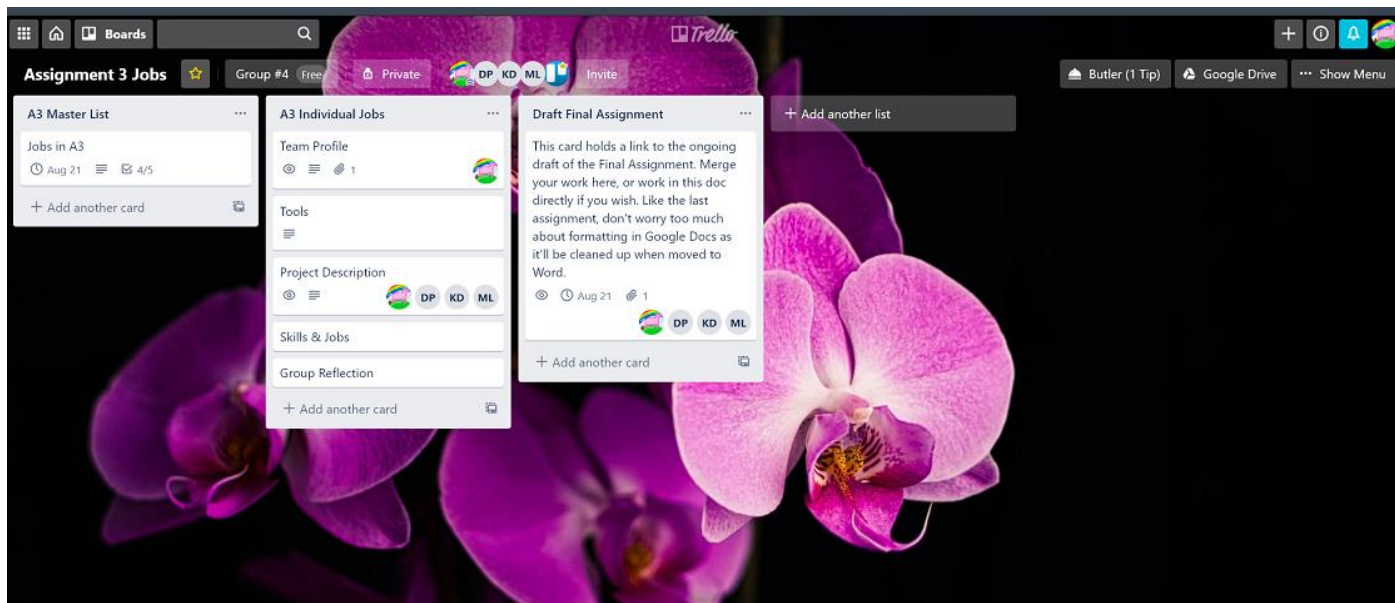 Boards
Trello
Assignment 3 Jobs
Group #4 Free
Private
DP KD ML
Invite
Butler (1 Tip)
Google Drive
Show Menu
A3 Master List
Jobs in A3
Aug 21 4/5
+ Add another card
A3 Individual Jobs
Team Profile
1
Tools
Project Description
DP KD ML
Skills & Jobs
Group Reflection
+ Add another card
Draft Final Assignment
This card holds a link to the ongoing
draft of the Final Assignment. Merge
your work here, or work in this doc
directly if you wish. Like the last
assignment, don't worry too much
about formatting in Google Docs as
it'll be cleaned up when moved to
Word.
Aug 21 1
DP KD ML
+ Add another card
+ Add another list